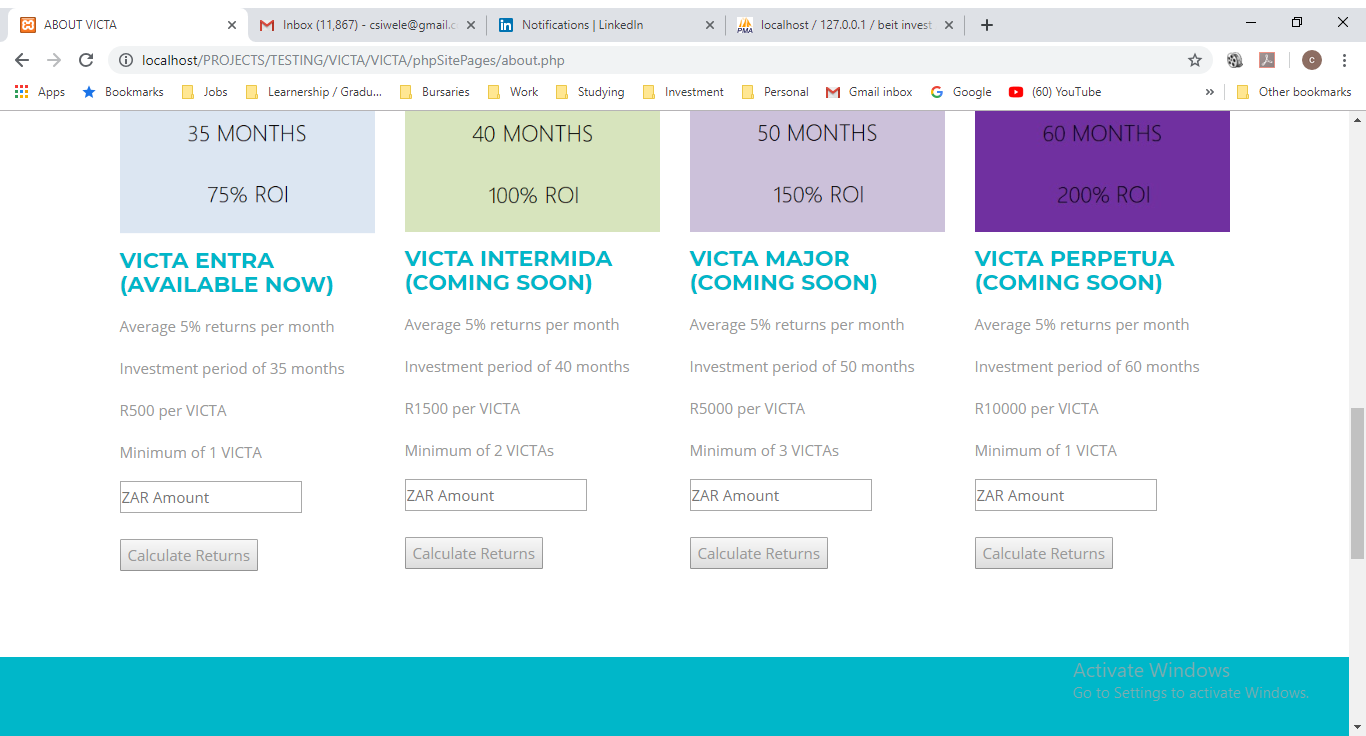 ABOUT VICTA
Inbox (11,867) - csiwele@gmail.c
Notifications | LinkedIn
localhost / 127.0.0.1 / beit invest
localhost/PROJECTS/TESTING/VICTA/VICTA/phpSitePages/about.php
c
Apps
Bookmarks
Jobs
Learnership / Gradu...
Bursaries
Work
Studying
Investment
Personal
Gmail inbox
Google
(60) YouTube
»
Other bookmarks
35 MONTHS
75% ROI
VICTA ENTRA
(AVAILABLE NOW)
Average 5% returns per month
Investment period of 35 months
R500 per VICTA
Minimum of 1 VICTA
ZAR Amount
Calculate Returns
40 MONTHS
100% ROI
VICTA INTERMIDA
(COMING SOON)
Average 5% returns per month
Investment period of 40 months
R1500 per VICTA
Minimum of 2 VICTAs
ZAR Amount
Calculate Returns
50 MONTHS
150% ROI
VICTA MAJOR
(COMING SOON)
Average 5% returns per month
Investment period of 50 months
R5000 per VICTA
Minimum of 3 VICTAs
ZAR Amount
Calculate Returns
60 MONTHS
200% ROI
VICTA PERPETUA
(COMING SOON)
Average 5% returns per month
Investment period of 60 months
R10000 per VICTA
Minimum of 1 VICTA
ZAR Amount
Calculate Returns
Activate Windows
Go to Settings to activate Windows.